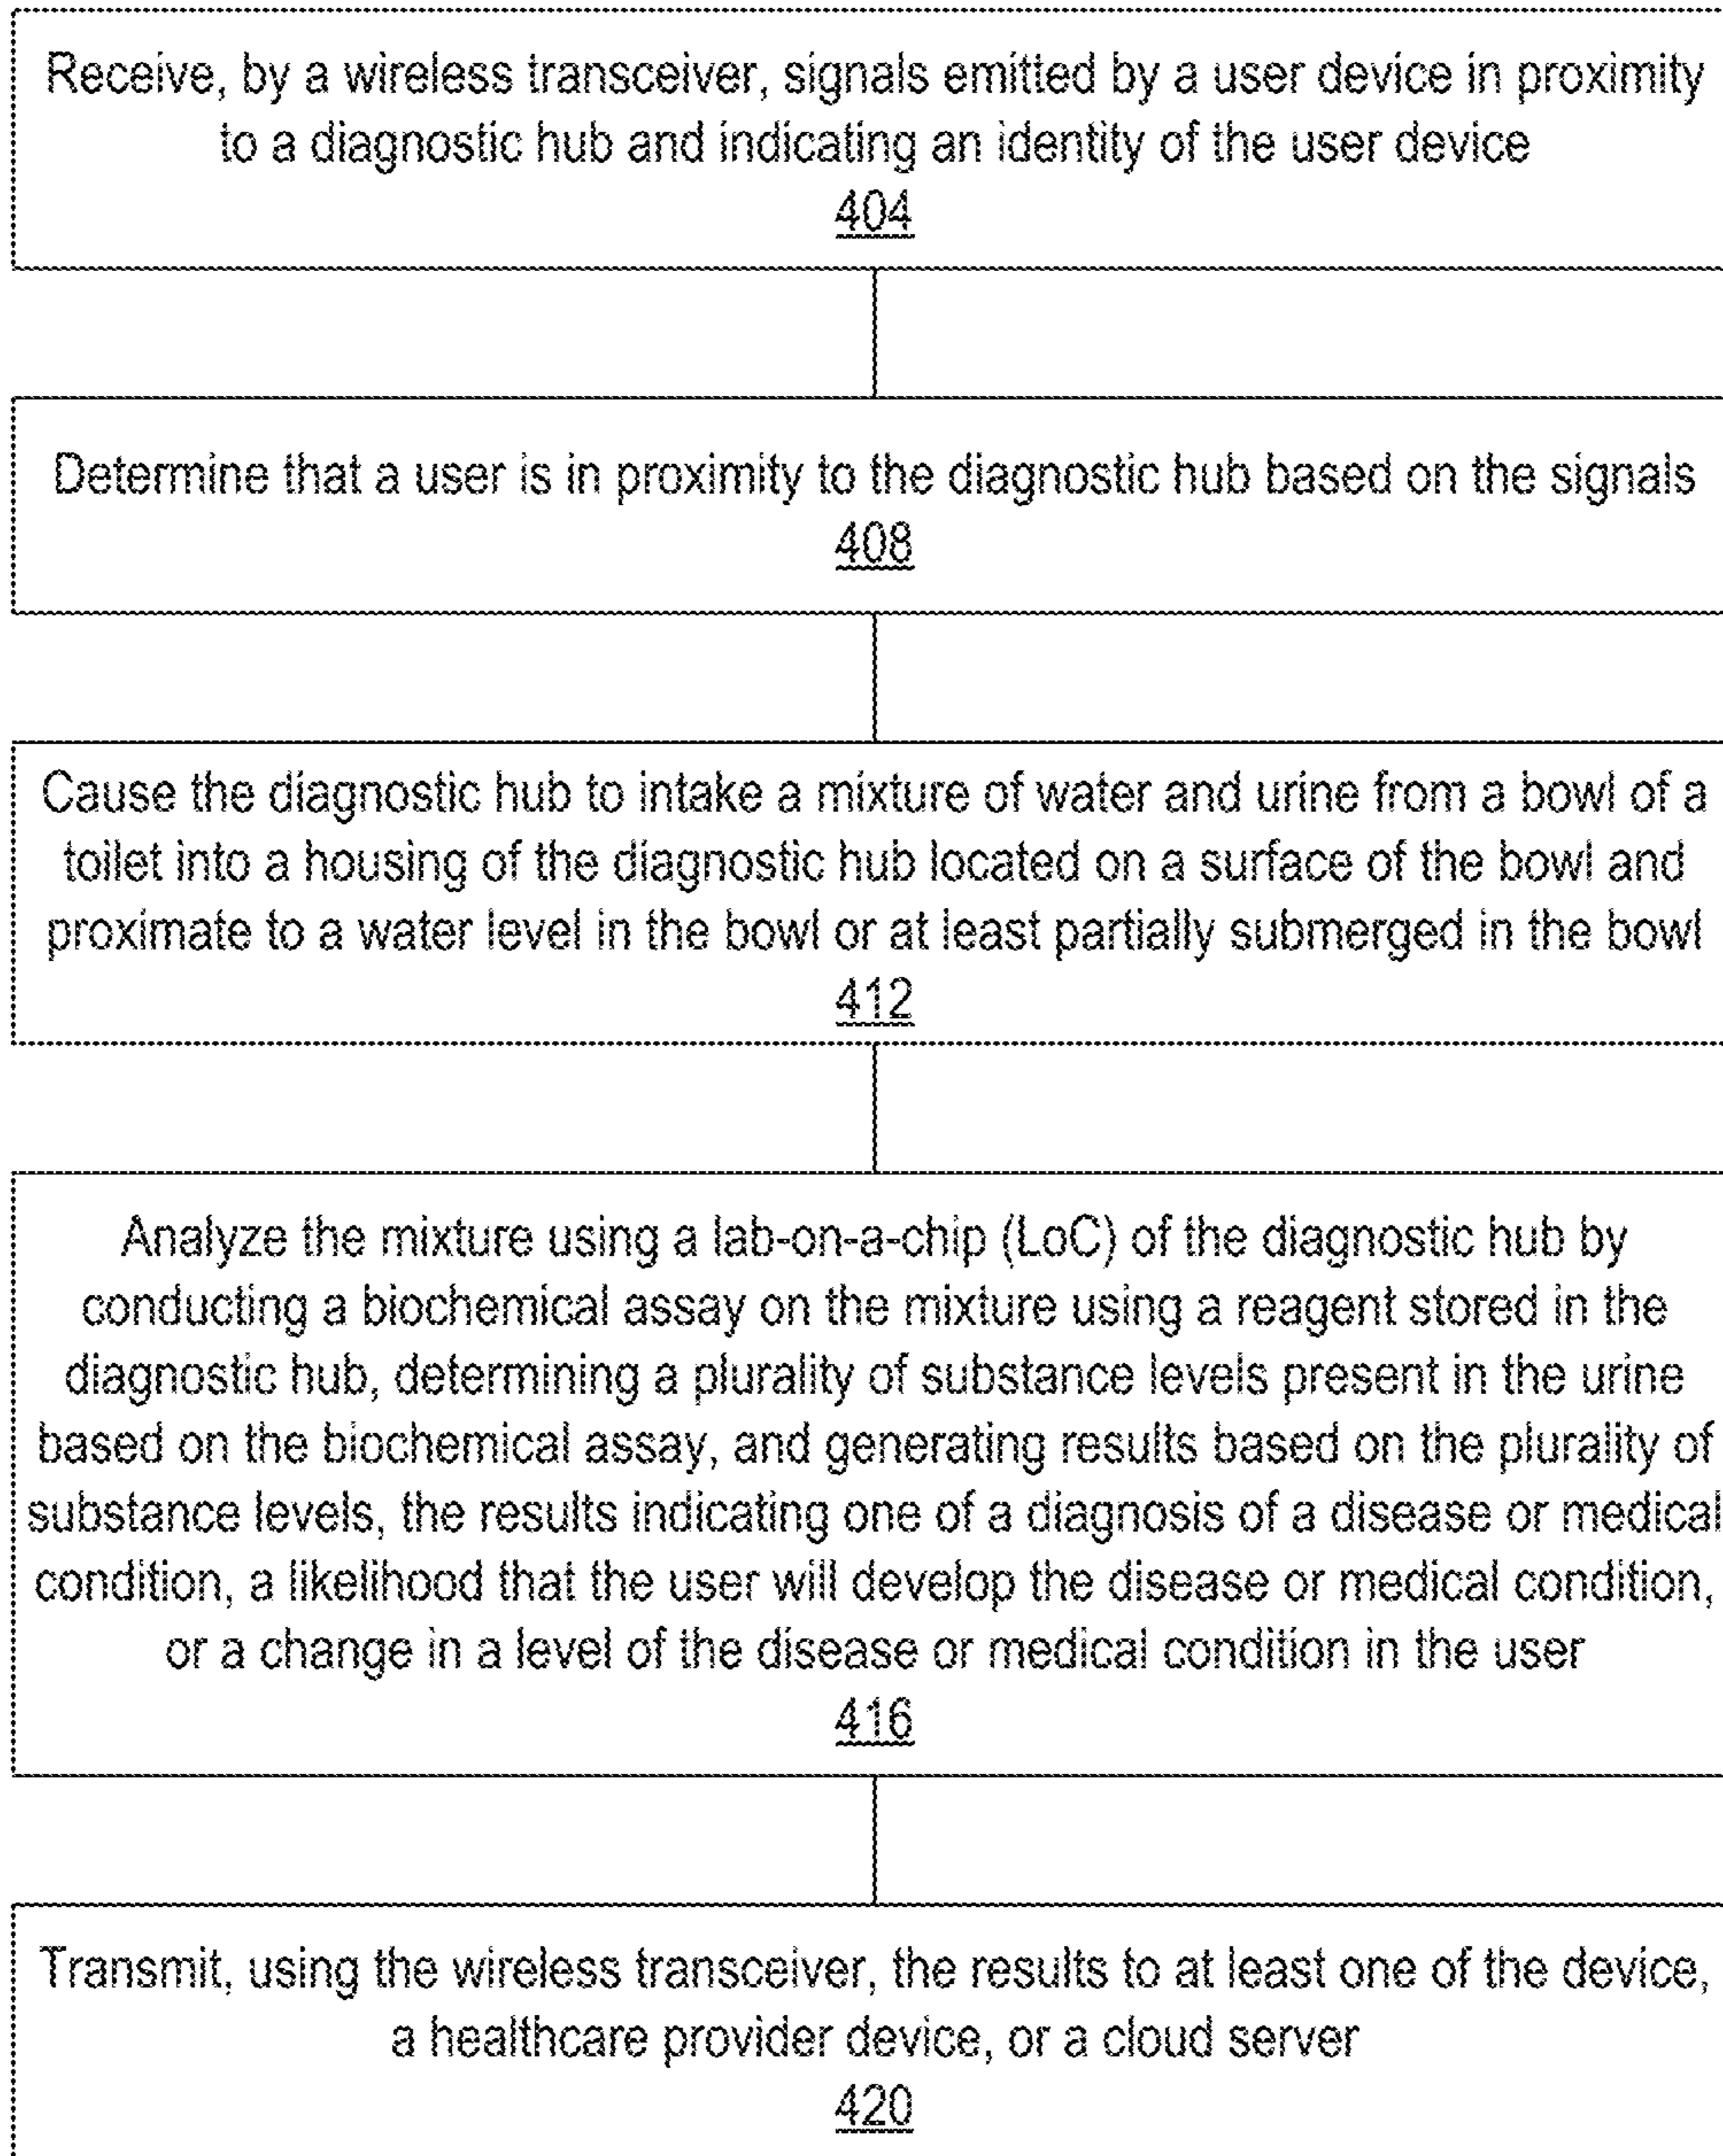 Receive, by a wireless transceiver, signals emitted by a user device in proximity
to a diagnostic hub and indicating an identity of the user device
404
Determine that a user is in proximity to the diagnostic hub based on the signals
408
Cause the diagnostic hub to intake a mixture of water and urine from a bowl of a
toilet into a housing of the diagnostic hub located on a surface of the bowl and
proximate to a water level in the bowl or at least partially submerged in the bowl
412
Analyze the mixture using a lab-on-a-chip (LoC) of the diagnostic hub by
conducting a biochemical assay on the mixture using a reagent stored in the
diagnostic hub, determining a plurality of substance levels present in the urine
based on the biochemical assay, and generating results based on the plurality of
substance levels, the results indicating one of a diagnosis of a disease or medical
condition, a likelihood that the user will develop the disease or medical condition,
or a change in a level of the disease or medical condition in the user
416
Transmit, using the wireless transceiver, the results to at least one of the device,
a healthcare provider device, or a cloud server
420